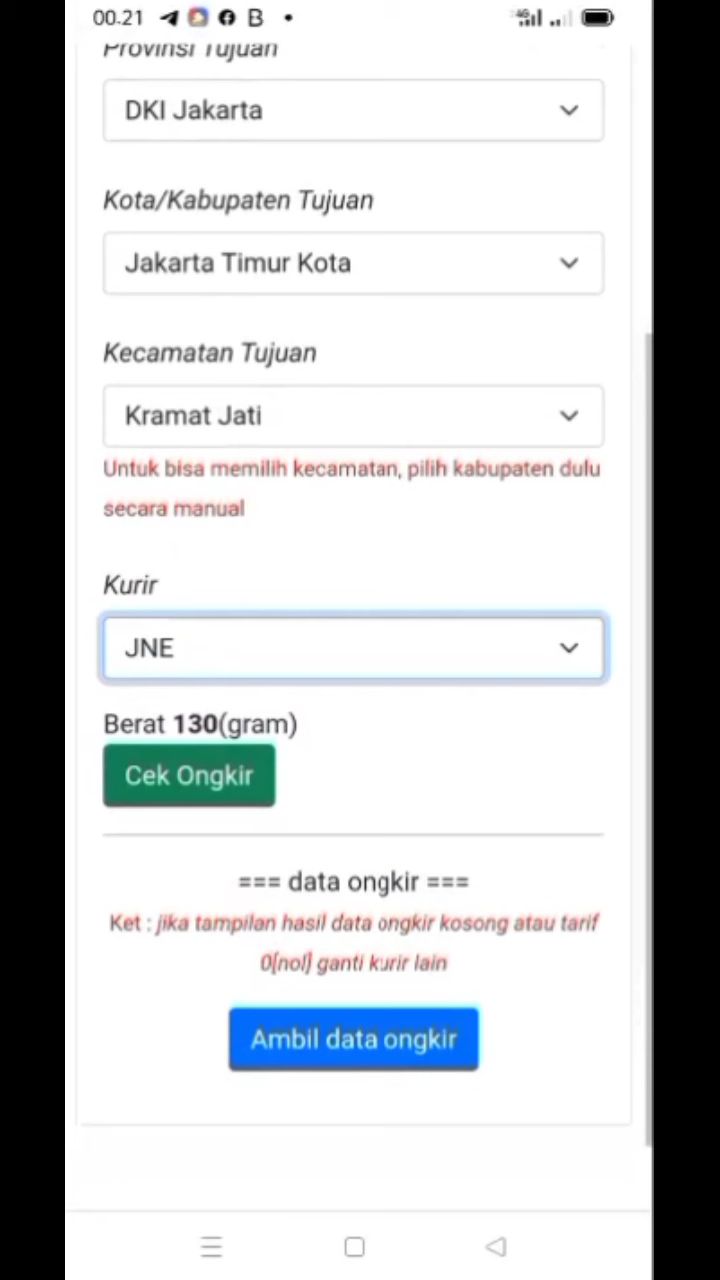 00.21
Provinsi Tujuan
DKI Jakarta
Kota/Kabupaten Tujuan
Jakarta Timur Kota
Kecamatan Tujuan
Kramat Jati
Untuk bisa memilih kecamatan, pilih kabupaten dulu
secara manual
Kurir
JNE
Berat 130(gram)
Cek Ongkir
=== data ongkir ===
Ket : jika tampilan hasil data ongkir kosong atau tarif
0[nol] ganti kurir lain
Ambil data ongkir